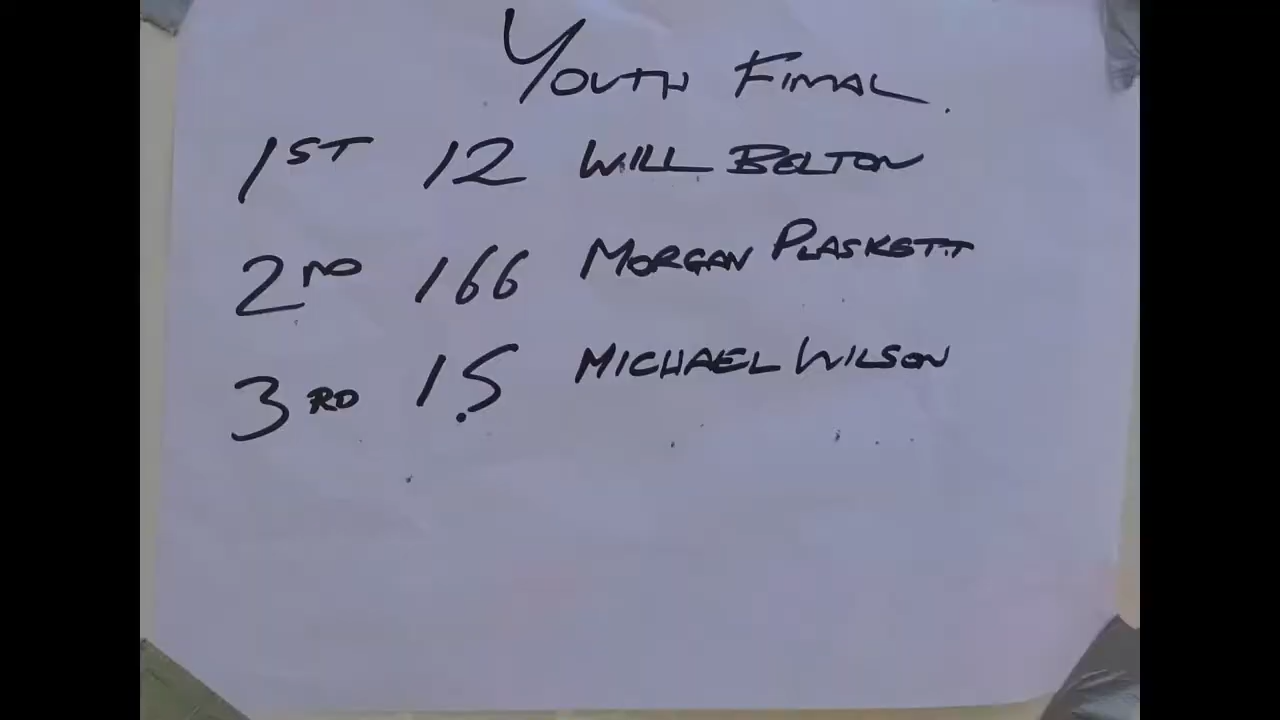 YOUTH FINAL.
1ST 12 WILL BELTON
2ND 166 MORGAN PLASKETT
3RD 15 MICHAEL WILSON